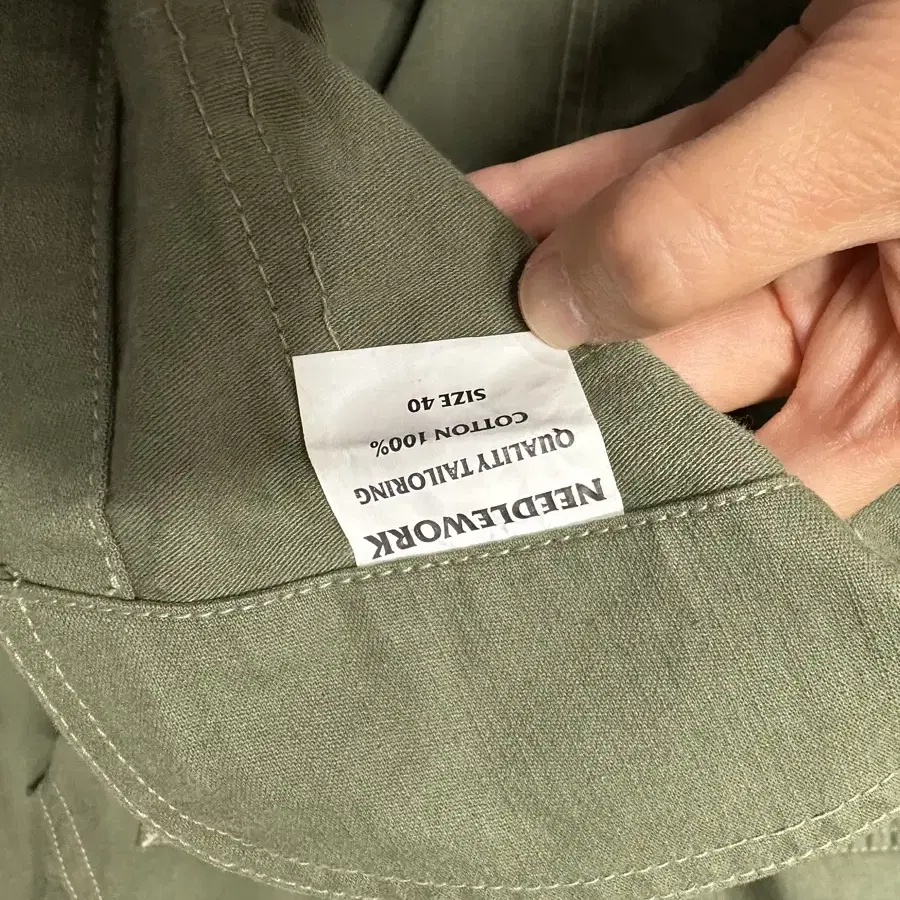 NEEDLEWORK
QUALITY TAILORING
COTTON 100%
SIZE 40